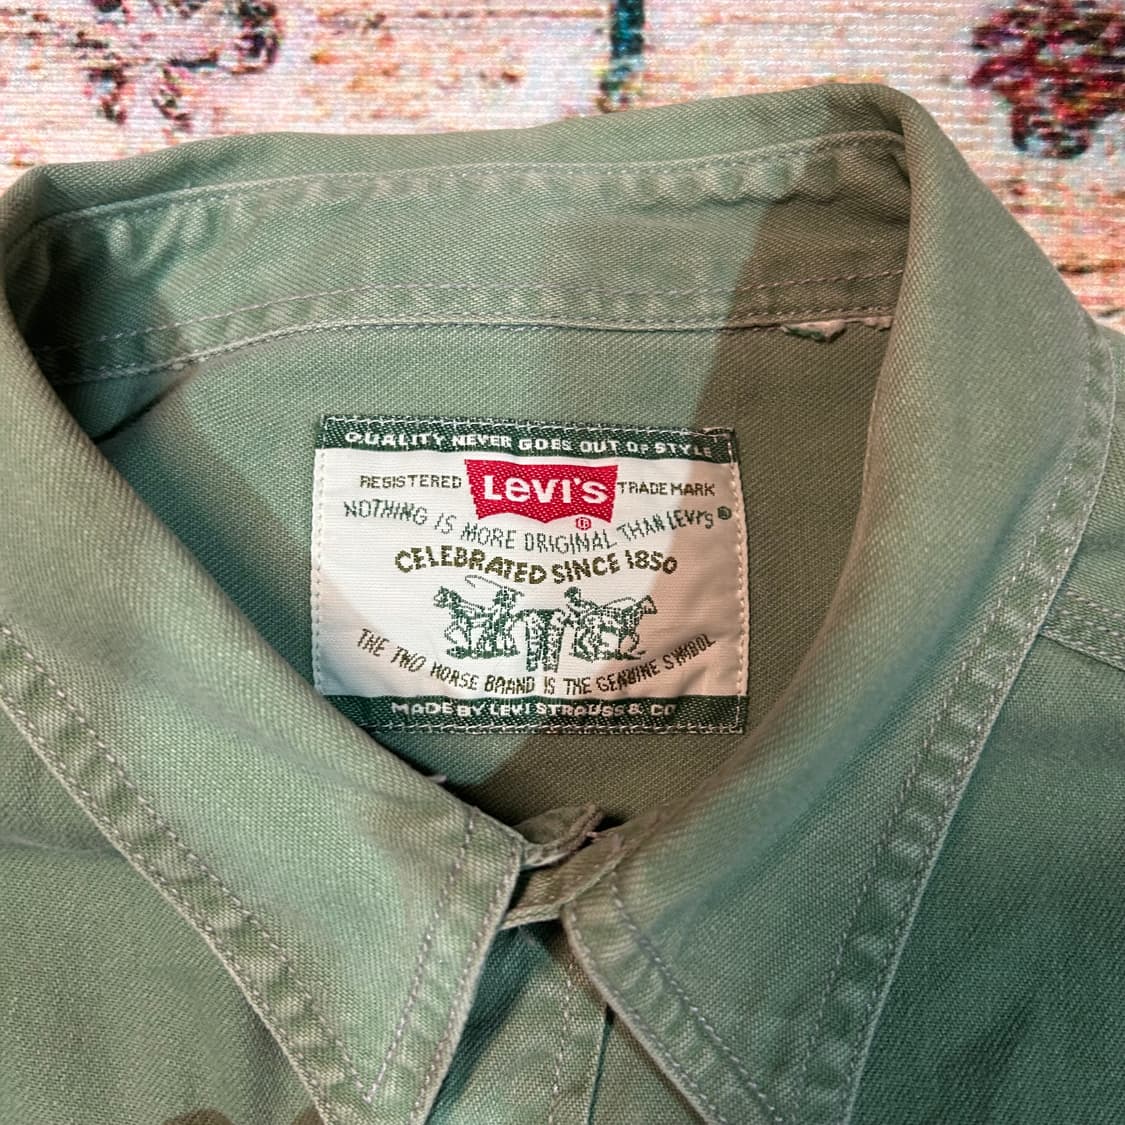 QUALITY NEVER GOES OUT OF STYLE
REGISTERED LEVI'S TRADE MARK
®
NOTHING IS MORE ORIGINAL THAN LEVI'S®
CELEBRATED SINCE 1850
THE TWO HORSE BRAND IS THE GENUINE SYMBOL
MADE BY LEVI STRAUSS & CO